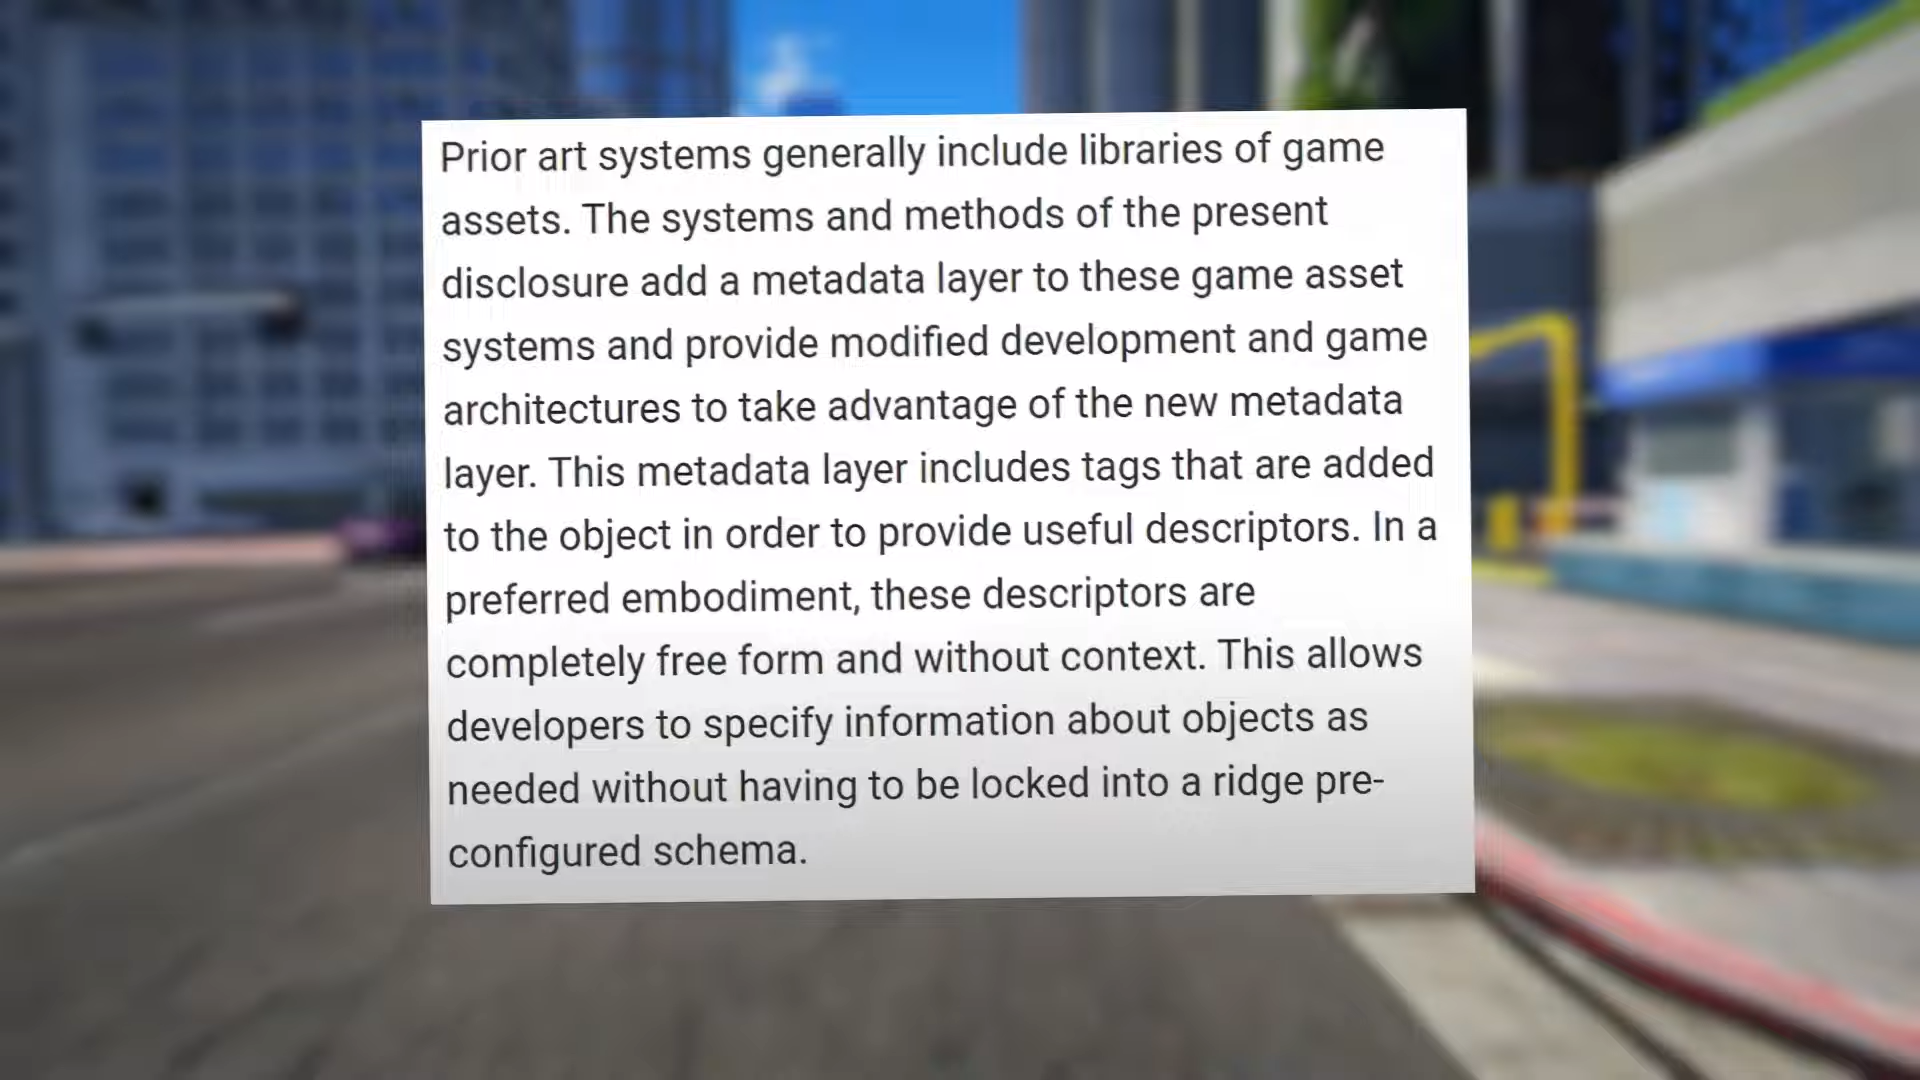 Prior art systems generally include libraries of game
assets. The systems and methods of the present
disclosure add a metadata layer to these game asset
systems and provide modified development and game
architectures to take advantage of the new metadata
layer. This metadata layer includes tags that are added
to the object in order to provide useful descriptors. In a
preferred embodiment, these descriptors are
completely free form and without context. This allows
developers to specify information about objects as
needed without having to be locked into a ridge pre-
configured schema.